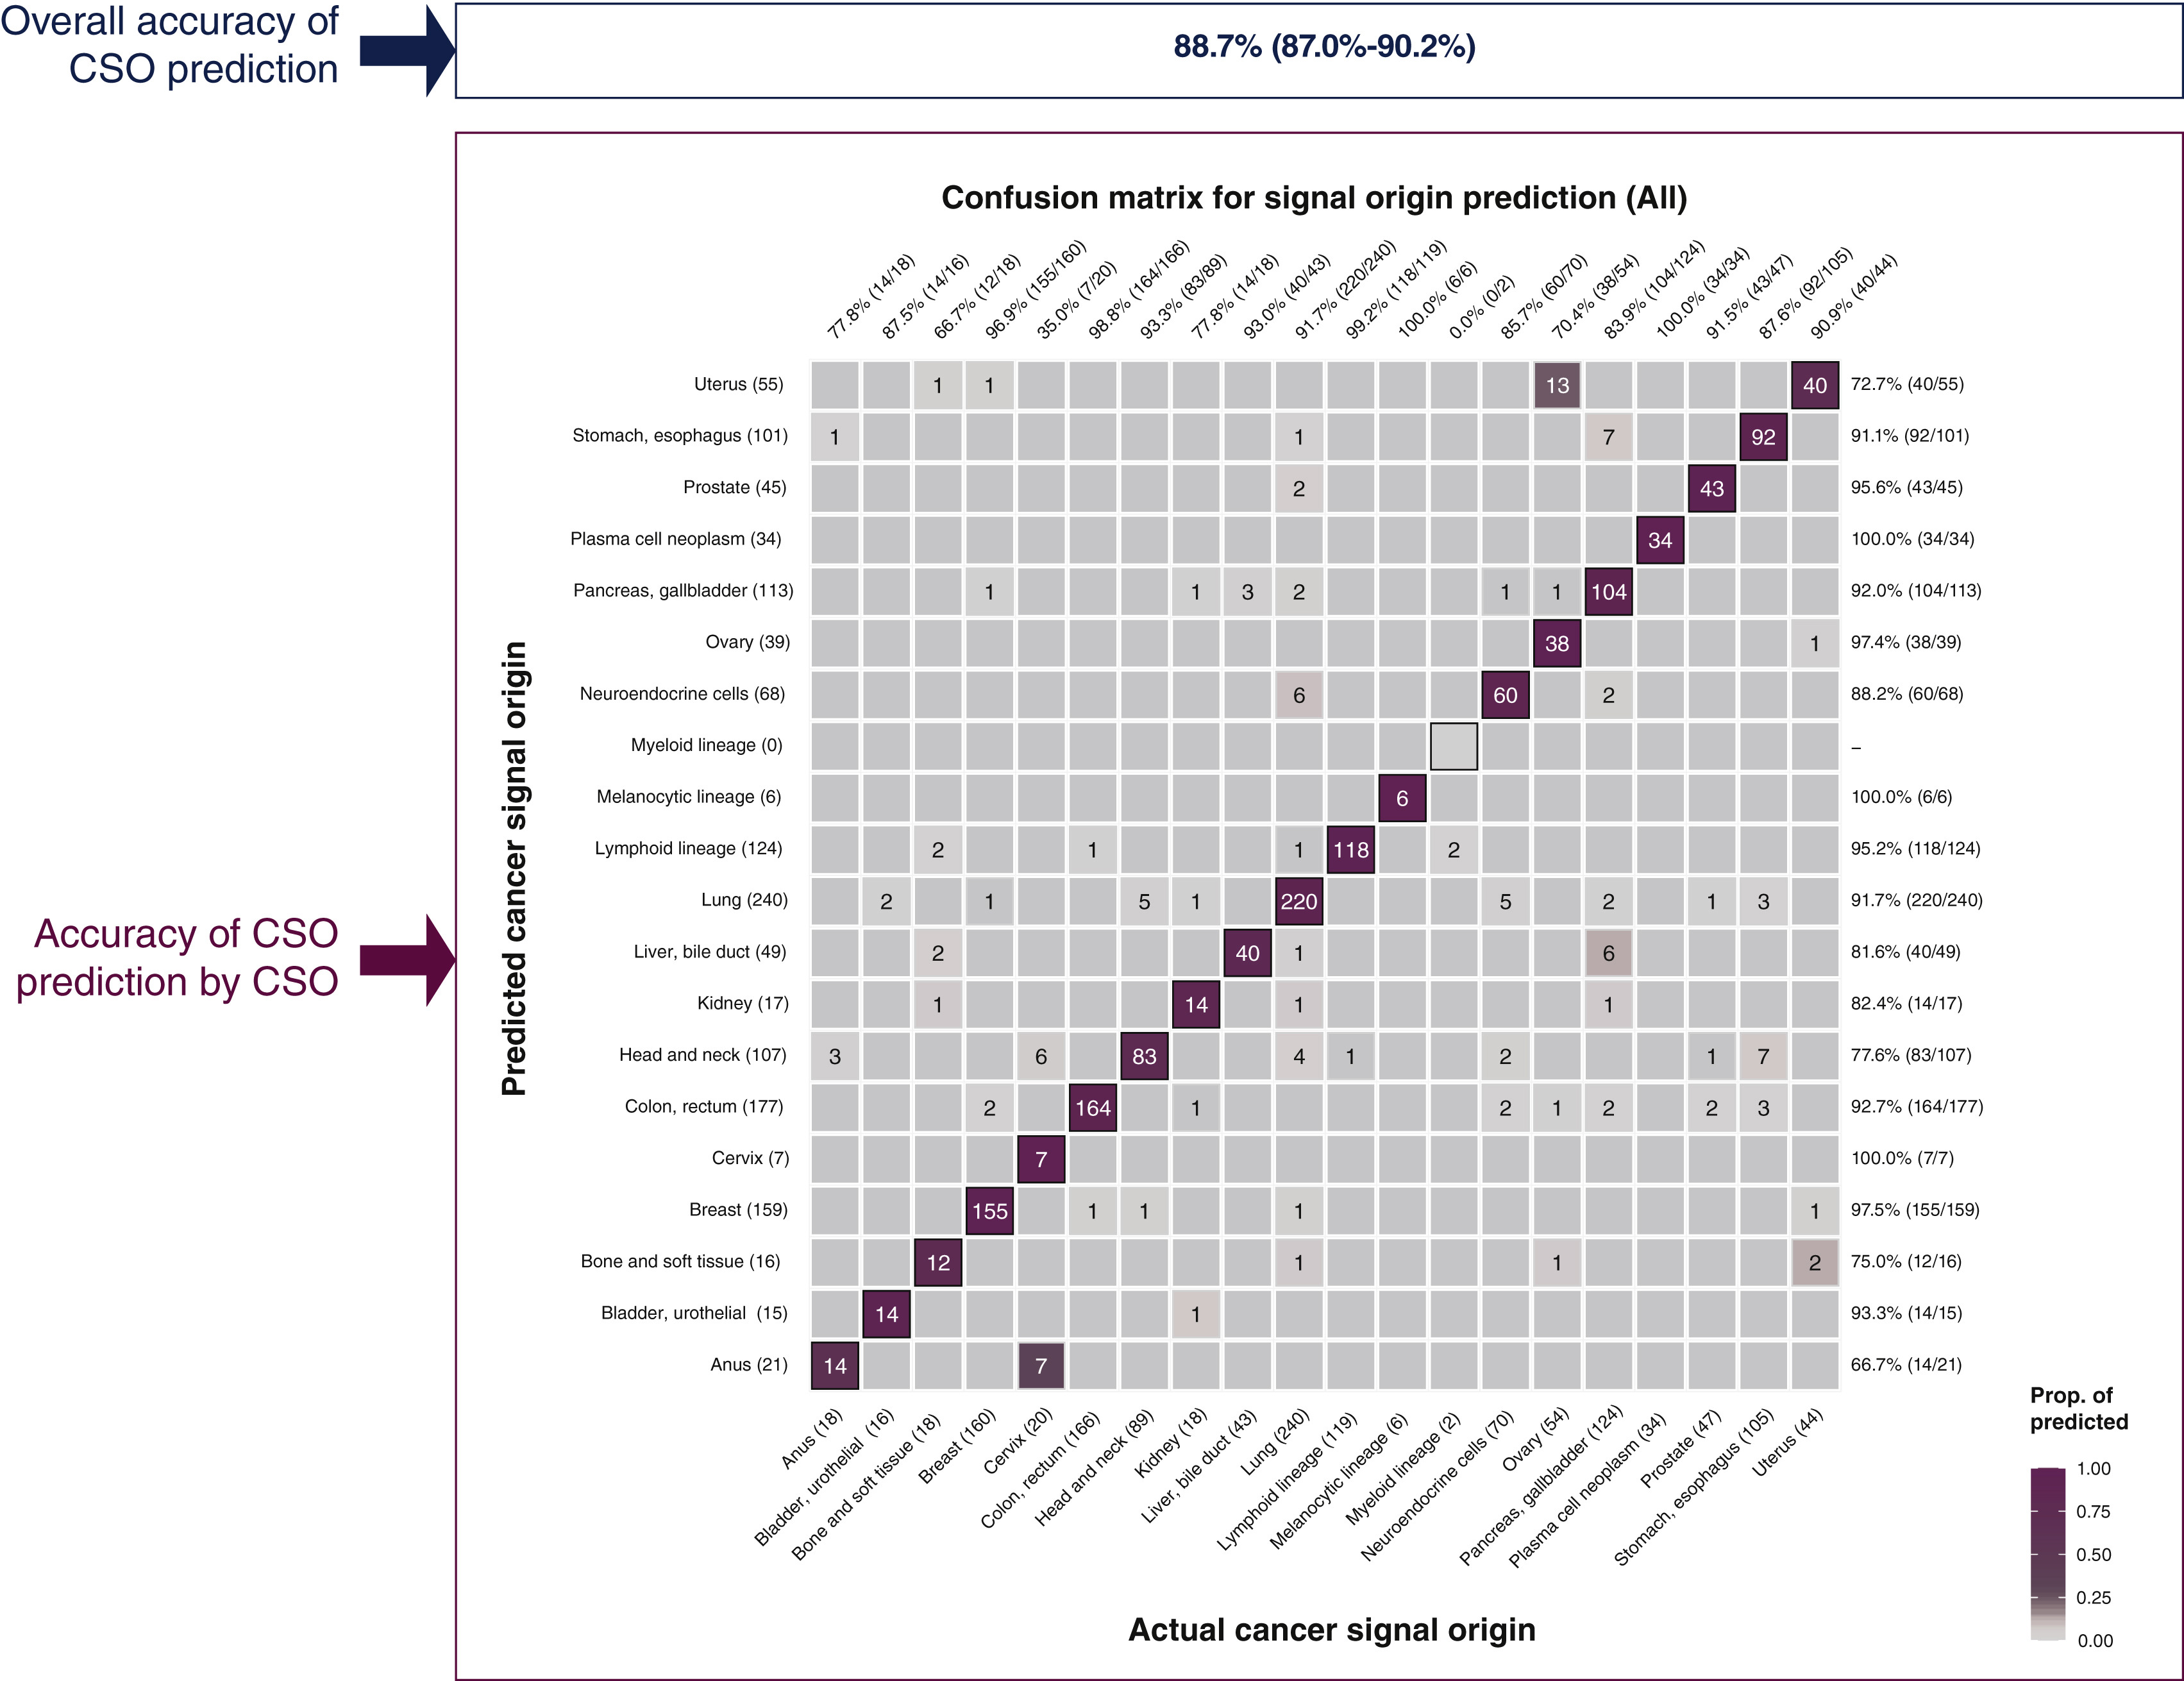 Overall accuracy of
CSO prediction
88.7% (87.0%-90.2%)
Confusion matrix for signal origin prediction (All)
77.8% (14/18)
87.5% (14/16)
66.7% (12/18)
96.9% (155/160)
35.0% (7/20)
98.8% (164/166)
93.3% (83/89)
77.8% (14/18)
93.0% (40/43)
91.7% (220/240)
99.2% (118/119)
100.0% (6/6)
0.0% (0/2)
85.7% (60/70)
70.4% (38/54)
83.9% (104/124)
100.0% (34/34)
91.5% (43/47)
87.6% (92/105)
90.9% (40/44)
Uterus (55) 1 1 13 40 72.7% (40/55)
Stomach, esophagus (101) 1 1 7 92 91.1% (92/101)
Prostate (45) 2 43 95.6% (43/45)
Plasma cell neoplasm (34) 34 100.0% (34/34)
Pancreas, gallbladder (113) 1 1 3 2 1 1 104 92.0% (104/113)
Ovary (39) 38 1 97.4% (38/39)
Neuroendocrine cells (68) 6 60 2 88.2% (60/68)
Myeloid lineage (0) –
Melanocytic lineage (6) 6 100.0% (6/6)
Lymphoid lineage (124) 2 1 1 118 2 95.2% (118/124)
Lung (240) 2 1 5 1 220 5 2 1 3 91.7% (220/240)
Liver, bile duct (49) 2 40 1 6 81.6% (40/49)
Kidney (17) 1 14 1 1 82.4% (14/17)
Head and neck (107) 3 6 83 4 1 2 1 7 77.6% (83/107)
Colon, rectum (177) 2 164 1 2 1 2 2 3 92.7% (164/177)
Cervix (7) 7 100.0% (7/7)
Breast (159) 155 1 1 1 1 97.5% (155/159)
Bone and soft tissue (16) 12 1 1 2 75.0% (12/16)
Bladder, urothelial (15) 14 1 93.3% (14/15)
Anus (21) 14 7 66.7% (14/21)
Predicted cancer signal origin
Accuracy of CSO
prediction by CSO
Anus (18)
Bladder, urothelial (16)
Bone and soft tissue (18)
Breast (160)
Cervix (20)
Colon, rectum (166)
Head and neck (89)
Kidney (18)
Liver, bile duct (43)
Lung (240)
Lymphoid lineage (119)
Melanocytic lineage (6)
Myeloid lineage (2)
Neuroendocrine cells (70)
Ovary (54)
Pancreas, gallbladder (124)
Plasma cell neoplasm (34)
Prostate (47)
Stomach, esophagus (105)
Uterus (44)
Actual cancer signal origin
Prop. of
predicted
1.00
0.75
0.50
0.25
0.00